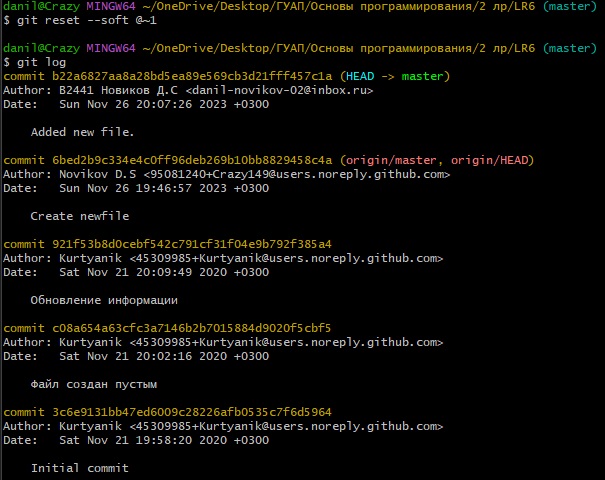 danil@Crazy MINGW64 ~/OneDrive/Desktop/ГУАП/Основы программирования/2 лр/LR6 (master)
$ git reset --soft @~1
danil@Crazy MINGW64 ~/OneDrive/Desktop/ГУАП/Основы программирования/2 лр/LR6 (master)
$ git log
commit b22a6827aa8a28bd5ea89e569cb3d21fff457c1a (HEAD -> master)
Author: В2441 Новиков Д.С <danil-novikov-02@inbox.ru>
Date:   Sun Nov 26 20:07:26 2023 +0300
Added new file.
commit 6bed2b9c334e4c0ff96deb269b10bb8829458c4a (origin/master, origin/HEAD)
Author: Novikov D.S <95081240+Crazy149@users.noreply.github.com>
Date:   Sun Nov 26 19:46:57 2023 +0300
Create newfile
commit 921f53b8d0cebf542c791cf31f04e9b792f385a4
Author: Kurtyanik <45309985+Kurtyanik@users.noreply.github.com>
Date:   Sat Nov 21 20:09:49 2020 +0300
Обновление информации
commit c08a654a63cfc3a7146b2b7015884d9020f5cbf5
Author: Kurtyanik <45309985+Kurtyanik@users.noreply.github.com>
Date:   Sat Nov 21 20:02:16 2020 +0300
Файл создан пустым
commit 3c6e9131bb47ed6009c28226afb0535c7f6d5964
Author: Kurtyanik <45309985+Kurtyanik@users.noreply.github.com>
Date:   Sat Nov 21 19:58:20 2020 +0300
Initial commit